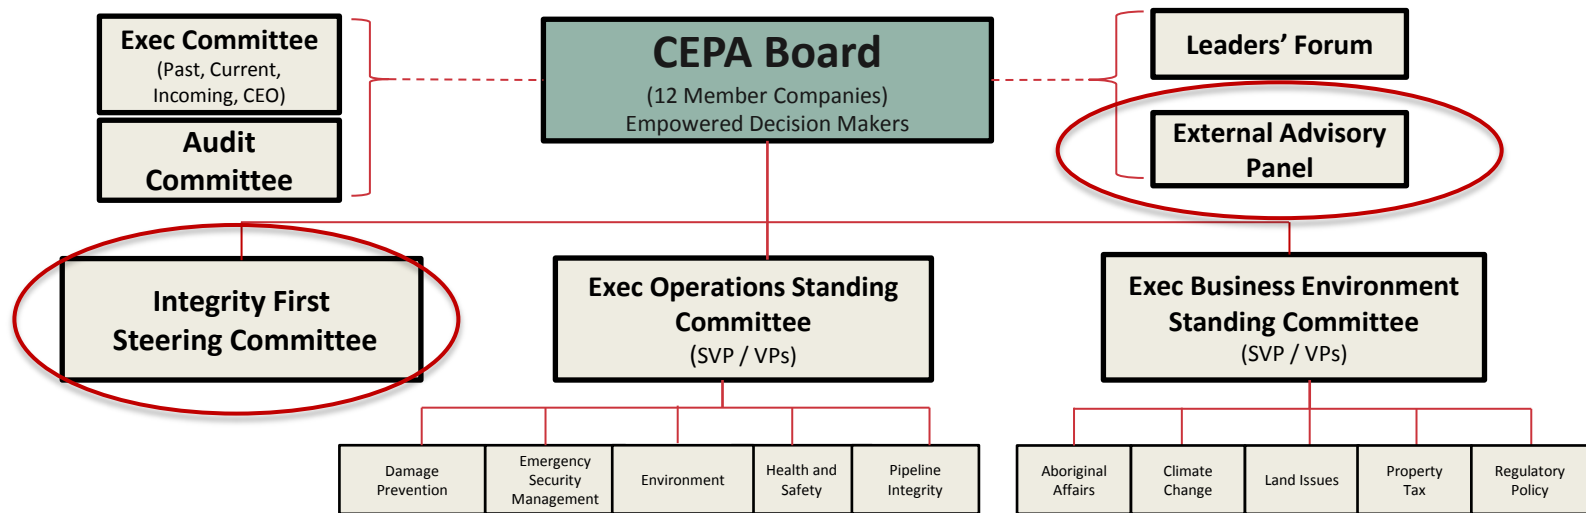 Exec Committee
(Past, Current,
Incoming, CEO)
Audit
Committee
CEPA Board
(12 Member Companies)
Empowered Decision Makers
Leaders’ Forum
External Advisory
Panel
Integrity First
Steering Committee
Exec Operations Standing
Committee
(SVP / VPs)
Exec Business Environment
Standing Committee
(SVP / VPs)
Damage
Prevention
Emergency
Security
Management
Environment
Health and
Safety
Pipeline
Integrity
Aboriginal
Affairs
Climate
Change
Land Issues
Property
Tax
Regulatory
Policy